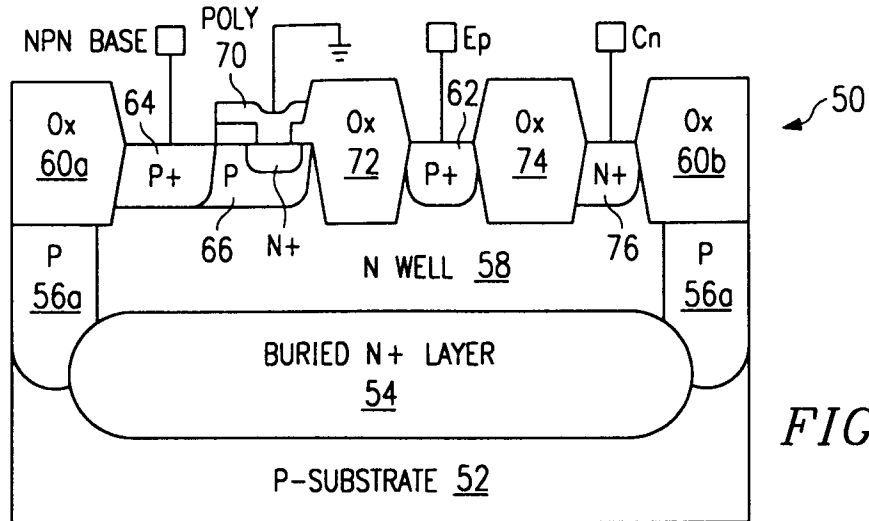 NPN BASE
POLY
70
Ep
Cn
50
64
62
Ox
60a
P+
P
N+
66
Ox
72
P+
Ox
74
N+
76
Ox
60b
P
56a
N WELL 58
P
56a
BURIED N+ LAYER
54
P-SUBSTRATE 52
FIG